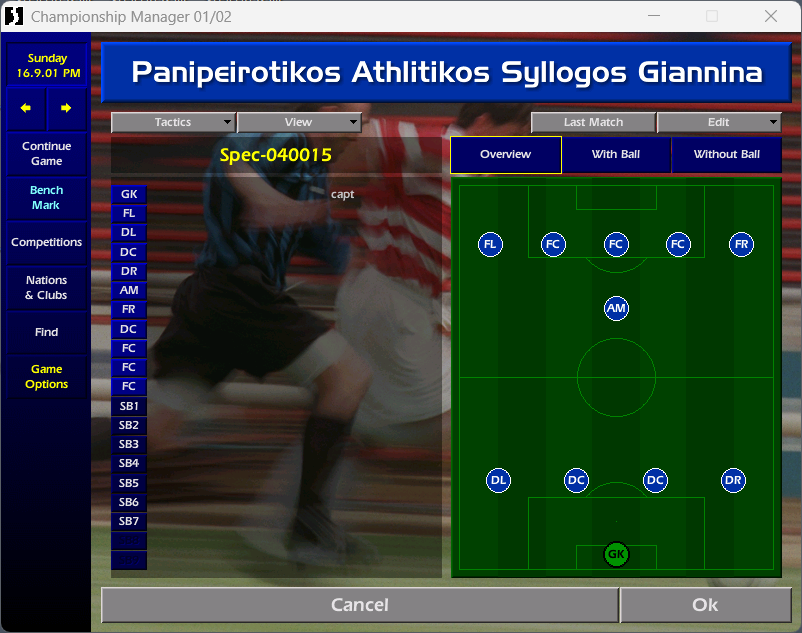 Championship Manager 01/02
Sunday
16.9.01 PM
Continue
Game
Bench
Mark
Competitions
Nations
& Clubs
Find
Game
Options
Panipeirotikos Athlitikos Syllogos Giannina
Tactics
View
Last Match
Edit
Spec-040015
Overview
With Ball
Without Ball
GK capt
FL
DL
DC
DR
AM
FR
DC
FC
FC
FC
SB1
SB2
SB3
SB4
SB5
SB6
SB7
FL FC FC FC FR
AM
DL DC DC DR
GK
Cancel
Ok